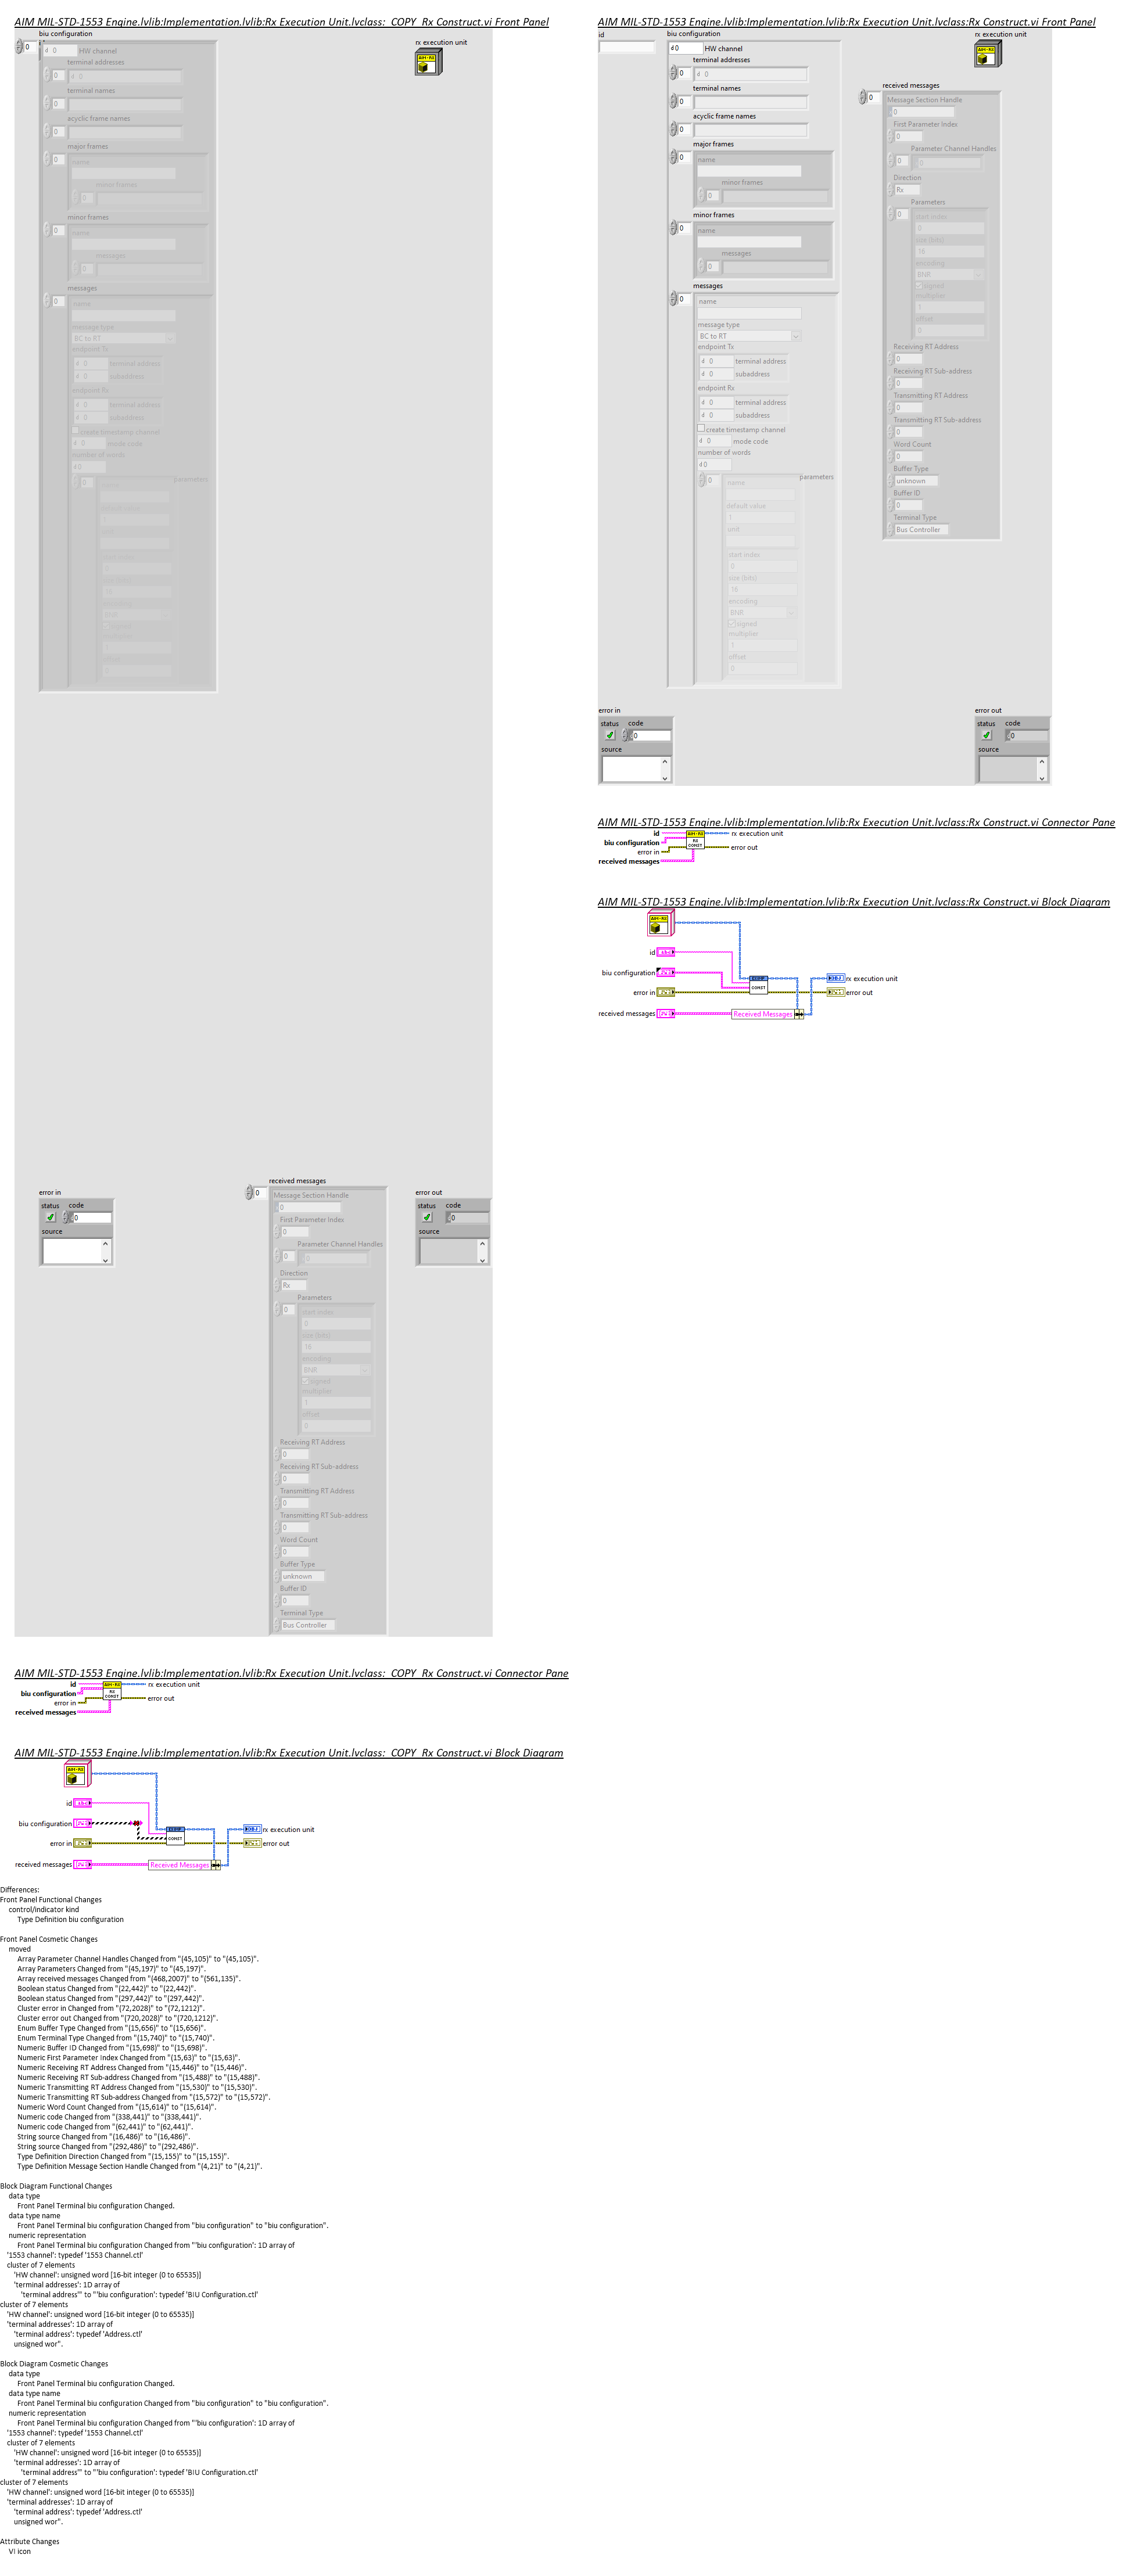 AIM MIL-STD-1553 Engine.lvlib:Implementation.lvlib:Rx Execution Unit.lvclass:_COPY_Rx Construct.vi Front Panel
biu configuration
0
0
HW channel
terminal addresses
0
0
terminal names
0
acyclic frame names
0
major frames
0
name
minor frames
0
minor frames
0
name
messages
0
messages
0
name
message type
BC to RT
endpoint Tx
0 terminal address
0 subaddress
endpoint Rx
0 terminal address
0 subaddress
create timestamp channel
0 mode code
number of words
0
0
parameters
rx execution unit
AIM-RX
error in
status code
0
source
received messages
0
Message Section Handle
0
First Parameter Index
0
Parameter Channel Handles
0
0
Direction
Rx
Parameters
0
start index
0
size (bits)
16
encoding
BNR
signed
multiplier
1
offset
0
Receiving RT Address
0
Receiving RT Sub-address
0
Transmitting RT Address
0
Transmitting RT Sub-address
0
Word Count
0
Buffer Type
unknown
Buffer ID
0
Terminal Type
Bus Controller
error out
status code
0
source
AIM MIL-STD-1553 Engine.lvlib:Implementation.lvlib:Rx Execution Unit.lvclass:_COPY_Rx Construct.vi Connector Pane
id
biu configuration
error in
received messages
AIM-RX
RX
CONST
rx execution unit
error out
AIM MIL-STD-1553 Engine.lvlib:Implementation.lvlib:Rx Execution Unit.lvclass:_COPY_Rx Construct.vi Block Diagram
AIM-RX
id
biu configuration
error in
received messages
CONST
Received Messages
rx execution unit
error out
AIM MIL-STD-1553 Engine.lvlib:Implementation.lvlib:Rx Execution Unit.lvclass:Rx Construct.vi Front Panel
id
biu configuration
0
HW channel
terminal addresses
0
0
terminal names
0
acyclic frame names
0
major frames
0
name
minor frames
0
minor frames
0
name
messages
0
messages
0
name
message type
BC to RT
endpoint Tx
0 terminal address
0 subaddress
endpoint Rx
0 terminal address
0 subaddress
create timestamp channel
0 mode code
number of words
0
0
parameters
name
default value
1
unit
start index
0
size (bits)
16
encoding
BNR
signed
multiplier
1
offset
0
rx execution unit
AIM-RX
received messages
0
Message Section Handle
0
First Parameter Index
0
Parameter Channel Handles
0
0
Direction
Rx
Parameters
0
start index
0
size (bits)
16
encoding
BNR
signed
multiplier
1
offset
0
Receiving RT Address
0
Receiving RT Sub-address
0
Transmitting RT Address
0
Transmitting RT Sub-address
0
Word Count
0
Buffer Type
unknown
Buffer ID
0
Terminal Type
Bus Controller
error in
status code
0
source
error out
status code
0
source
AIM MIL-STD-1553 Engine.lvlib:Implementation.lvlib:Rx Execution Unit.lvclass:Rx Construct.vi Connector Pane
id
biu configuration
error in
received messages
AIM-RX
RX
CONST
rx execution unit
error out
AIM MIL-STD-1553 Engine.lvlib:Implementation.lvlib:Rx Execution Unit.lvclass:Rx Construct.vi Block Diagram
AIM-RX
id
biu configuration
error in
received messages
CONST
Received Messages
rx execution unit
error out
Differences:
Front Panel Functional Changes
control/indicator kind
Type Definition biu configuration
Front Panel Cosmetic Changes
moved
Array Parameter Channel Handles Changed from "(45,105)" to "(45,105)".
Array Parameters Changed from "(45,197)" to "(45,197)".
Array received messages Changed from "(468,2007)" to "(561,135)".
Boolean status Changed from "(22,442)" to "(22,442)".
Boolean status Changed from "(297,442)" to "(297,442)".
Cluster error in Changed from "(72,2028)" to "(72,1212)".
Cluster error out Changed from "(720,2028)" to "(720,1212)".
Enum Buffer Type Changed from "(15,656)" to "(15,656)".
Enum Terminal Type Changed from "(15,740)" to "(15,740)".
Numeric Buffer ID Changed from "(15,698)" to "(15,698)".
Numeric First Parameter Index Changed from "(15,63)" to "(15,63)".
Numeric Receiving RT Address Changed from "(15,446)" to "(15,446)".
Numeric Receiving RT Sub-address Changed from "(15,488)" to "(15,488)".
Numeric Transmitting RT Address Changed from "(15,530)" to "(15,530)".
Numeric Transmitting RT Sub-address Changed from "(15,572)" to "(15,572)".
Numeric Word Count Changed from "(15,614)" to "(15,614)".
Numeric code Changed from "(338,441)" to "(338,441)".
Numeric code Changed from "(62,441)" to "(62,441)".
String source Changed from "(16,486)" to "(16,486)".
String source Changed from "(292,486)" to "(292,486)".
Type Definition Direction Changed from "(15,155)" to "(15,155)".
Type Definition Message Section Handle Changed from "(4,21)" to "(4,21)".
Block Diagram Functional Changes
data type
Front Panel Terminal biu configuration Changed.
data type name
Front Panel Terminal biu configuration Changed from "biu configuration" to "biu configuration".
numeric representation
Front Panel Terminal biu configuration Changed from "'biu configuration': 1D array of
'1553 channel': typedef '1553 Channel.ctl'
cluster of 7 elements
'HW channel': unsigned word [16-bit integer (0 to 65535)]
'terminal addresses': 1D array of
'terminal address'" to "'biu configuration': typedef 'BIU Configuration.ctl'
cluster of 7 elements
'HW channel': unsigned word [16-bit integer (0 to 65535)]
'terminal addresses': 1D array of
'terminal address': typedef 'Address.ctl'
unsigned wor".
Block Diagram Cosmetic Changes
data type
Front Panel Terminal biu configuration Changed.
data type name
Front Panel Terminal biu configuration Changed from "biu configuration" to "biu configuration".
numeric representation
Front Panel Terminal biu configuration Changed from "'biu configuration': 1D array of
'1553 channel': typedef '1553 Channel.ctl'
cluster of 7 elements
'HW channel': unsigned word [16-bit integer (0 to 65535)]
'terminal addresses': 1D array of
'terminal address'" to "'biu configuration': typedef 'BIU Configuration.ctl'
cluster of 7 elements
'HW channel': unsigned word [16-bit integer (0 to 65535)]
'terminal addresses': 1D array of
'terminal address': typedef 'Address.ctl'
unsigned wor".
Attribute Changes
VI icon